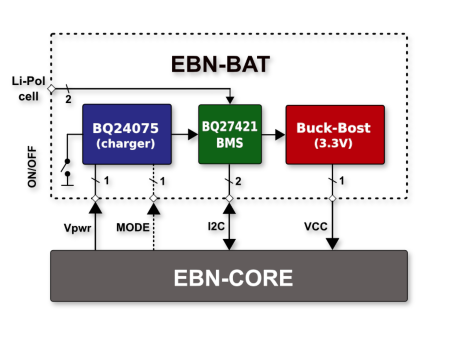 EBN-BAT
Li-Pol
cell
2
BQ24075
(charger)
BQ27421
BMS
Buck-Bost
(3.3V)
ON/OFF
1
1
2
1
Vpwr
MODE
I2C
VCC
EBN-CORE